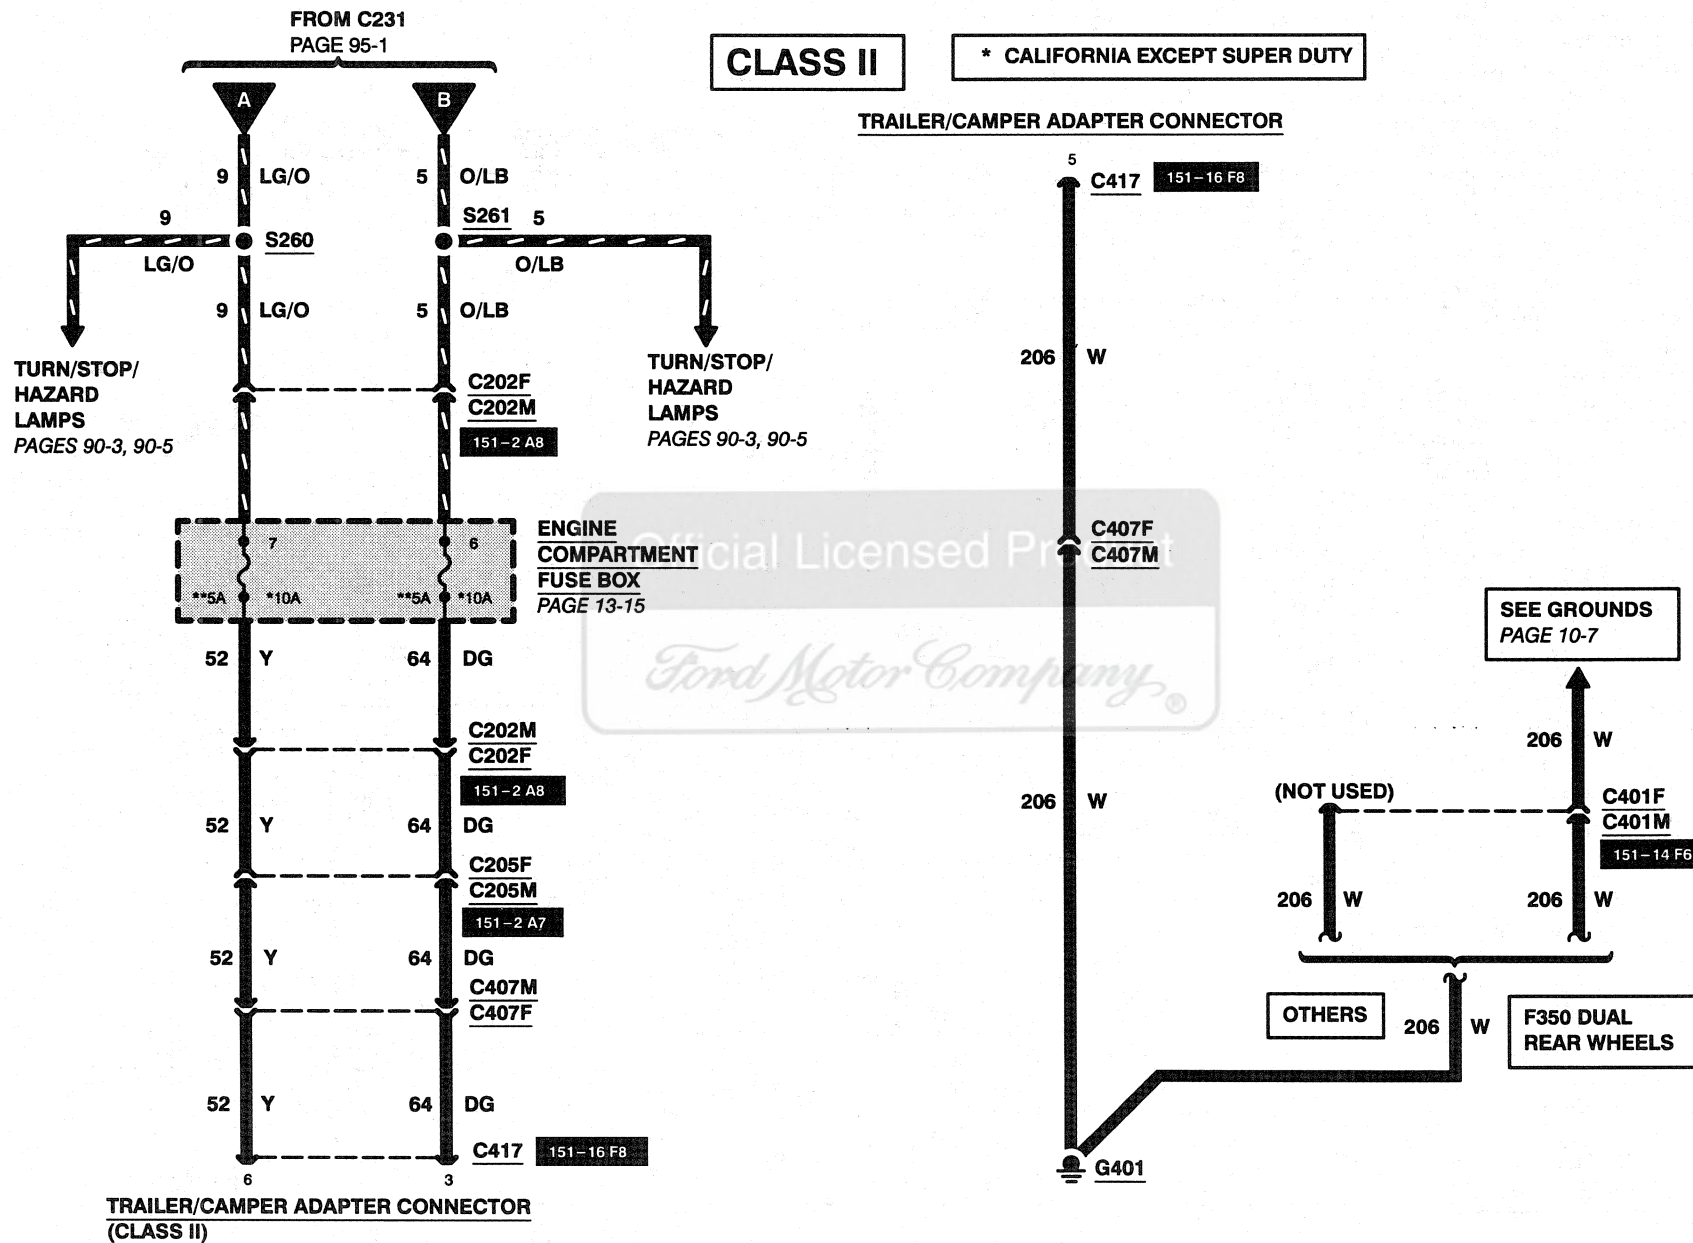 FROM C231
PAGE 95-1
CLASS II
* CALIFORNIA EXCEPT SUPER DUTY
A
B
9 LG/O
5 O/LB
9
S260
LG/O
S261 5
O/LB
9 LG/O
5 O/LB
TURN/STOP/
HAZARD
LAMPS
PAGES 90-3, 90-5
TURN/STOP/
HAZARD
LAMPS
PAGES 90-3, 90-5
C202F
C202M
151-2 A8
7
6
**5A *10A
**5A *10A
ENGINE
COMPARTMENT
FUSE BOX
PAGE 13-15
52 Y
64 DG
C202M
C202F
151-2 A8
52 Y
64 DG
C205F
C205M
151-2 A7
52 Y
64 DG
C407M
C407F
52 Y
64 DG
C417 151-16 F8
6
3
TRAILER/CAMPER ADAPTER CONNECTOR
(CLASS II)
TRAILER/CAMPER ADAPTER CONNECTOR
5
C417 151-16 F8
206 W
C407F
C407M
206 W
G401
Official Licensed Product
Ford Motor Company®
SEE GROUNDS
PAGE 10-7
206 W
(NOT USED)
C401F
C401M
151-14 F6
206 W
206 W
OTHERS
206 W
F350 DUAL
REAR WHEELS